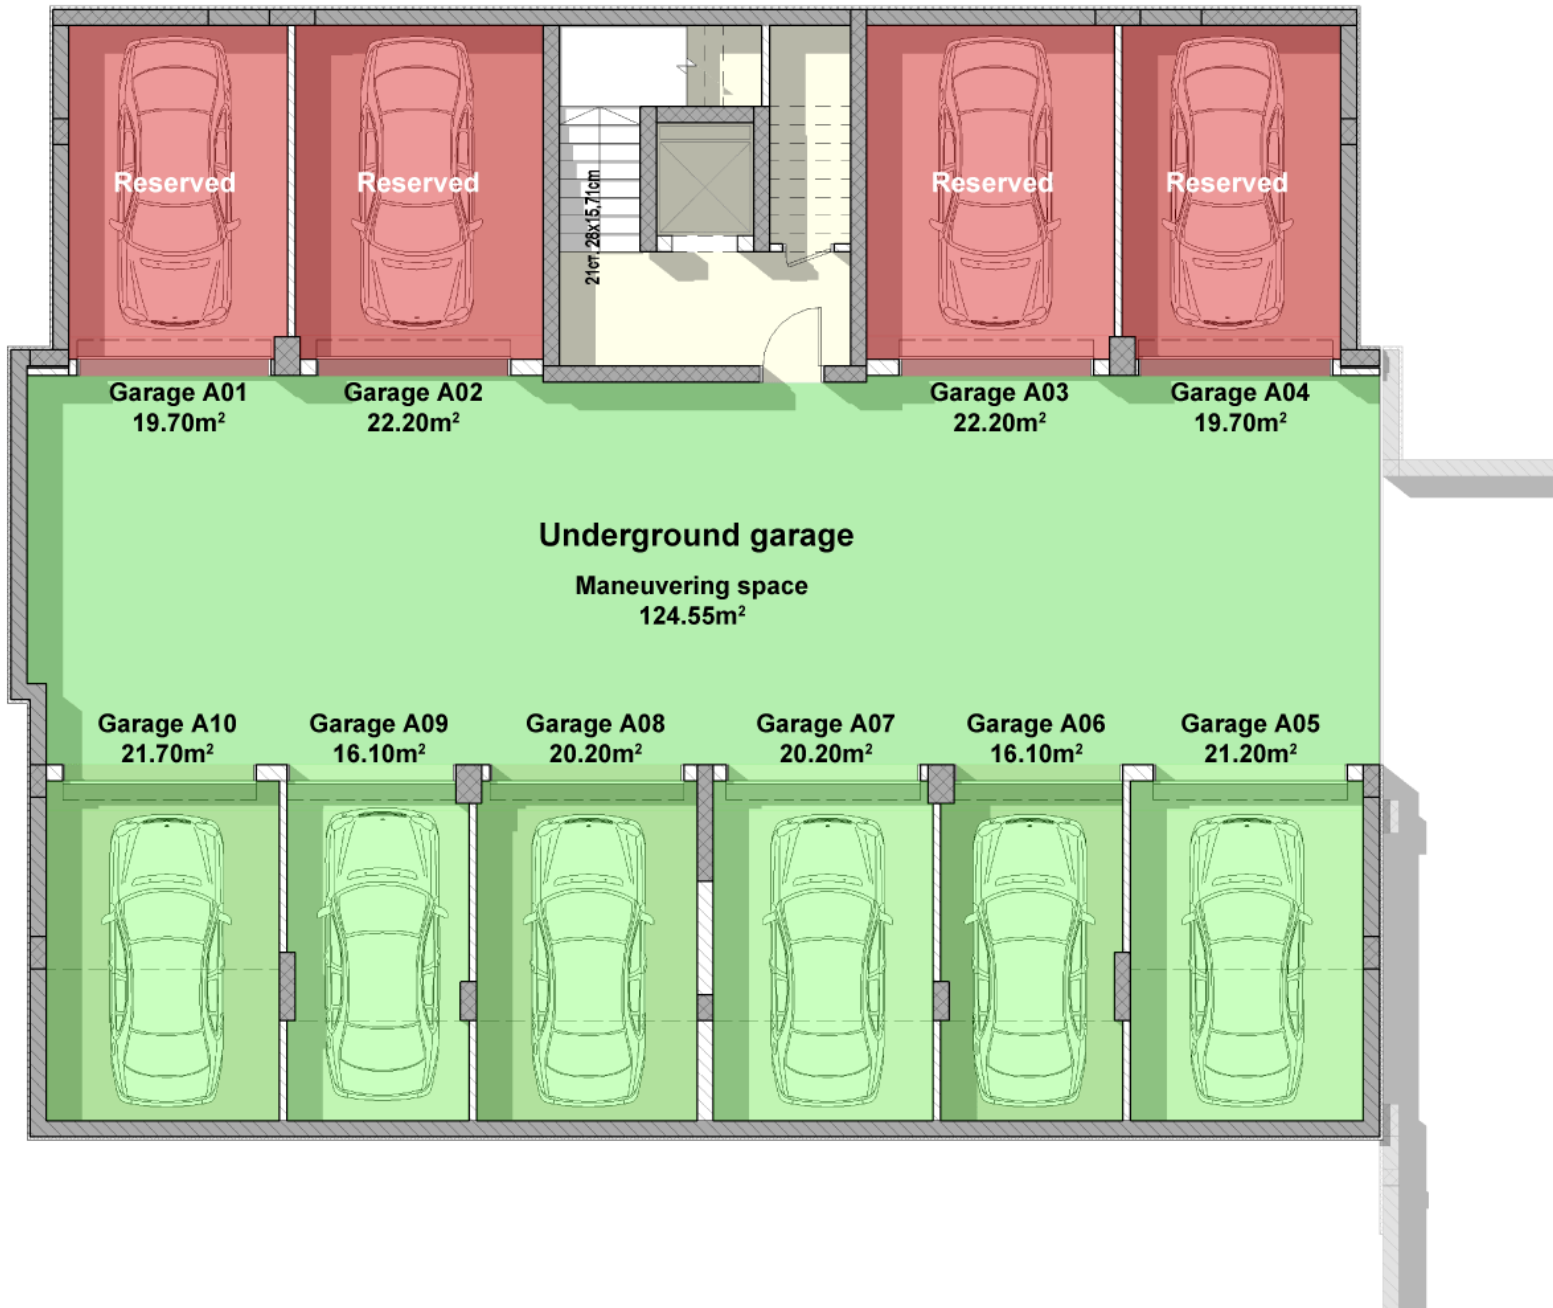 Reserved
Reserved
Reserved
Reserved
21ст. 28x15,71cm
Garage A01
19.70m²
Garage A02
22.20m²
Garage A03
22.20m²
Garage A04
19.70m²
Underground garage
Maneuvering space
124.55m²
Garage A10
21.70m²
Garage A09
16.10m²
Garage A08
20.20m²
Garage A07
20.20m²
Garage A06
16.10m²
Garage A05
21.20m²